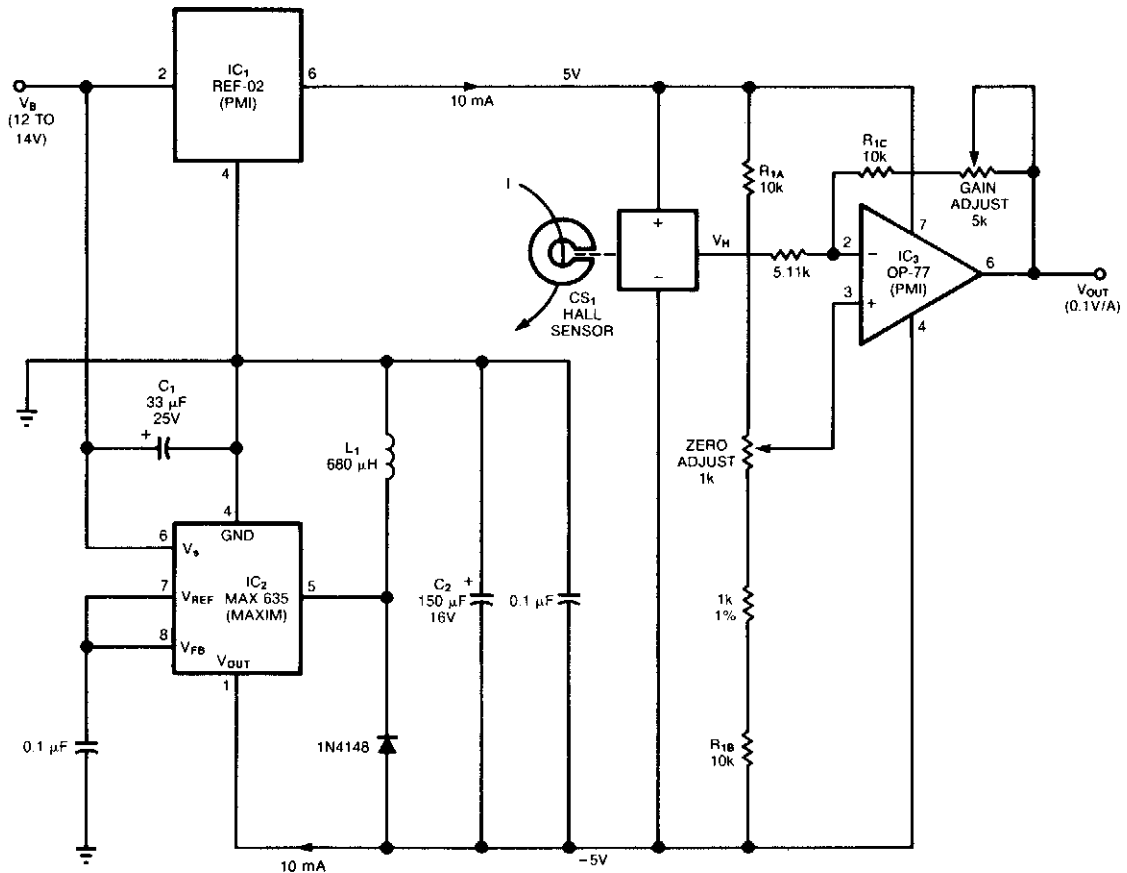 IC1
REF-02
(PMI)
2
6
4
VB
(12 TO
14V)
10 mA
5V
I
CS1
HALL
SENSOR
+
−
VH
5.11k
R1A
10k
R1C
10k
GAIN
ADJUST
5k
2
−
3
+
7
IC3
OP-77
(PMI)
6
4
VOUT
(0.1V/A)
C1
33 µF
25V
+
L1
680 µH
ZERO
ADJUST
1k
4
GND
6
Vs
7
VREF
8
VFB
IC2
MAX 635
(MAXIM)
5
VOUT
1
C2
150 µF
16V
+
0.1 µF
1k
1%
0.1 µF
1N4148
R1B
10k
10 mA
−5V